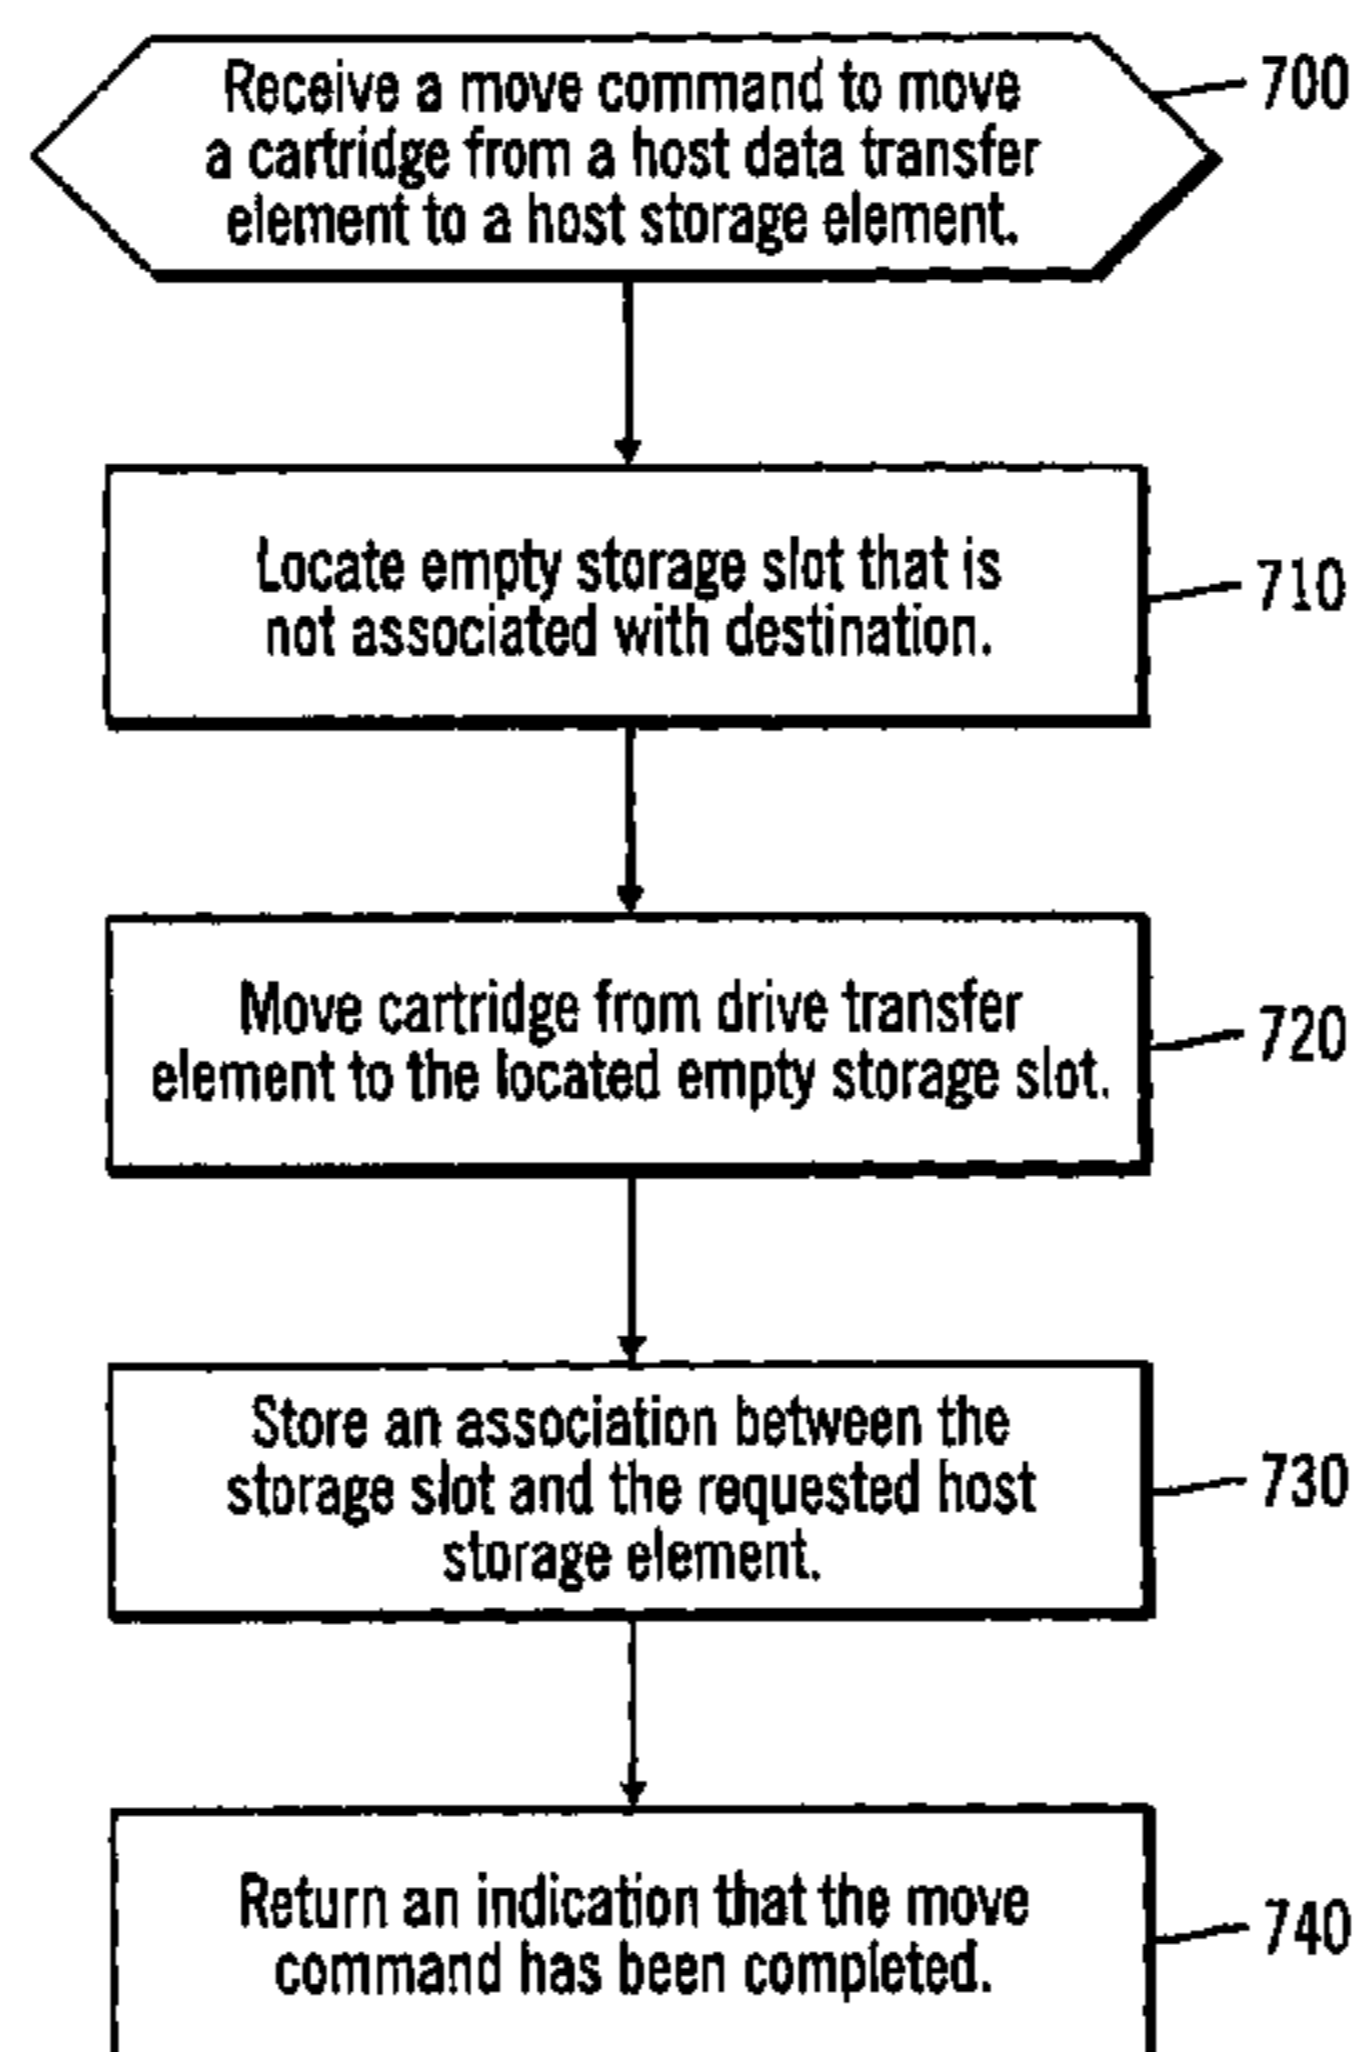 Receive a move command to move
a cartridge from a host data transfer
element to a host storage element.
700
Locate empty storage slot that is
not associated with destination.
710
Move cartridge from drive transfer
element to the located empty storage slot.
720
Store an association between the
storage slot and the requested host
storage element.
730
Return an indication that the move
command has been completed.
740